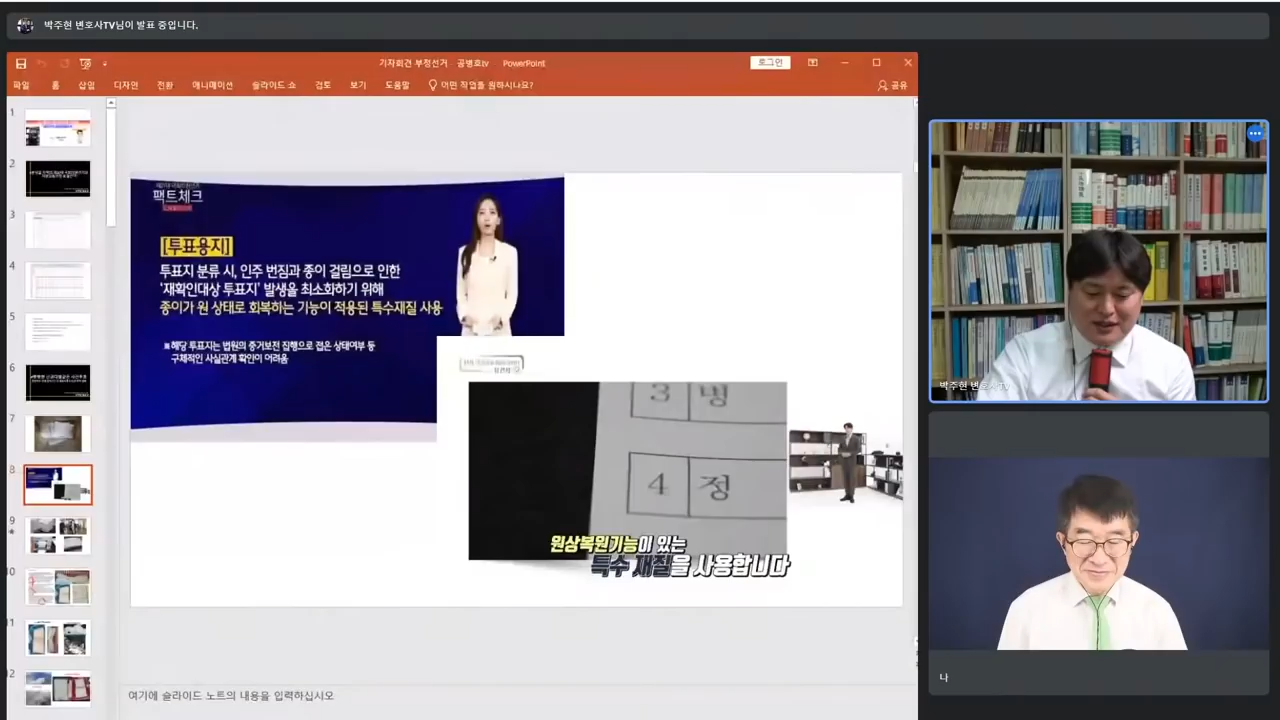 박주현 변호사TV님이 발표 중입니다.
기자회견 부정선거 - 공병호tv - PowerPoint
로그인
파일 홈 삽입 디자인 전환 애니메이션 슬라이드 쇼 검토 보기 도움말 어떤 작업을 원하시나요? 공유
1
2
3
4
5
6
7
8
9
10
11
12
팩트체크
[투표용지]
투표지 분류 시, 인주 번짐과 종이 걸림으로 인한
'재확인대상 투표지' 발생을 최소화하기 위해
종이가 원 상태로 회복하는 기능이 적용된 특수재질 사용
※해당 투표지는 법원의 증거보전 집행으로 접은 상태여부 등
구체적인 사실관계 확인이 어려움
3 병
4 정
원상복원기능이 있는
특수 재질을 사용합니다
여기에 슬라이드 노트의 내용을 입력하십시오
박주현 변호사TV
나